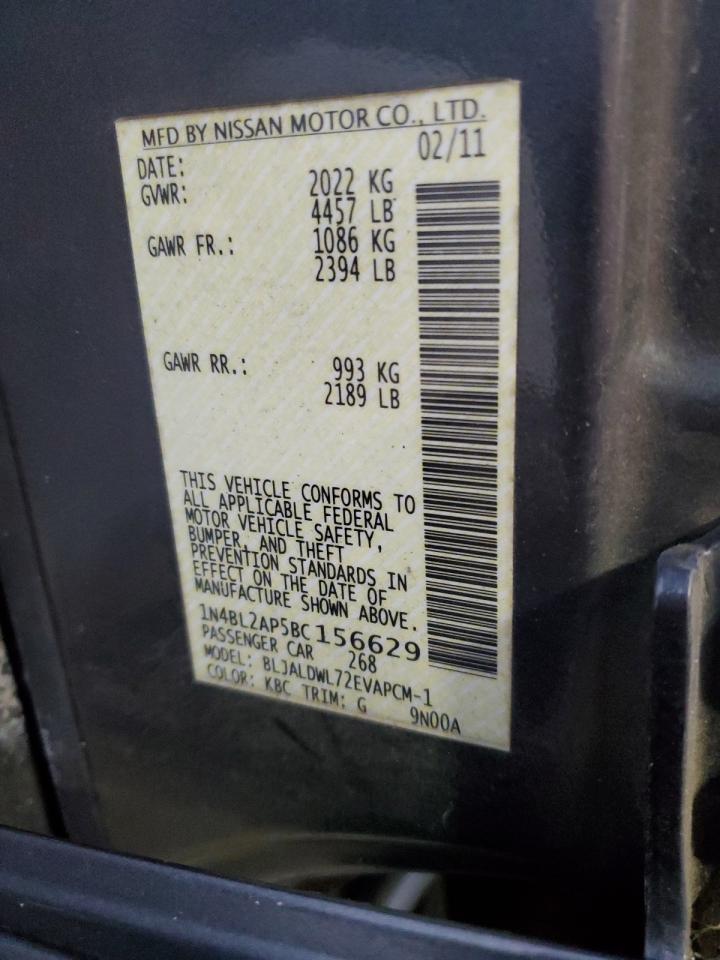 MFD BY NISSAN MOTOR CO., LTD.
DATE: 02/11
GVWR: 2022 KG
4457 LB
GAWR FR.: 1086 KG
2394 LB
GAWR RR.: 993 KG
2189 LB
THIS VEHICLE CONFORMS TO
ALL APPLICABLE FEDERAL
MOTOR VEHICLE SAFETY,
BUMPER, AND THEFT
PREVENTION STANDARDS IN
EFFECT ON THE DATE OF
MANUFACTURE SHOWN ABOVE.
1N4BL2AP5BC156629
PASSENGER CAR 268
MODEL: BLJALDWL72EVAPCM-1
COLOR: KBC TRIM: G 9N00A